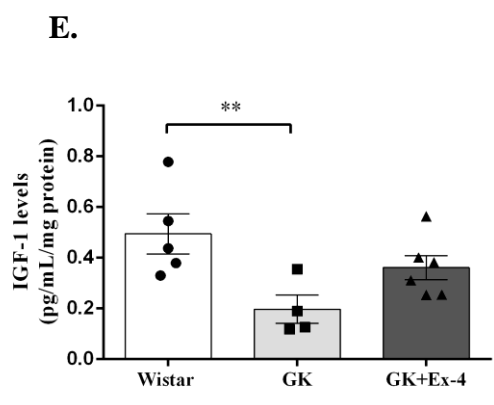 E.
**
IGF-1 levels
(pg/mL/mg protein)
1.0
0.8
0.6
0.4
0.2
0.0
Wistar GK GK+Ex-4